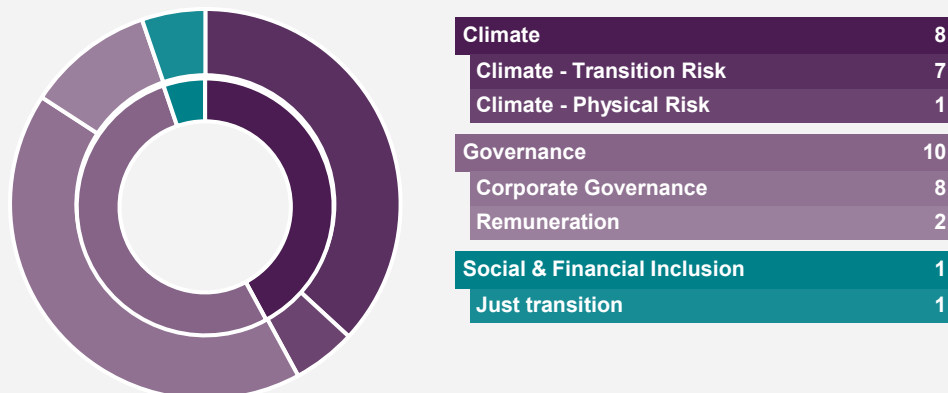 Climate 8
Climate - Transition Risk 7
Climate - Physical Risk 1
Governance 10
Corporate Governance 8
Remuneration 2
Social & Financial Inclusion 1
Just transition 1